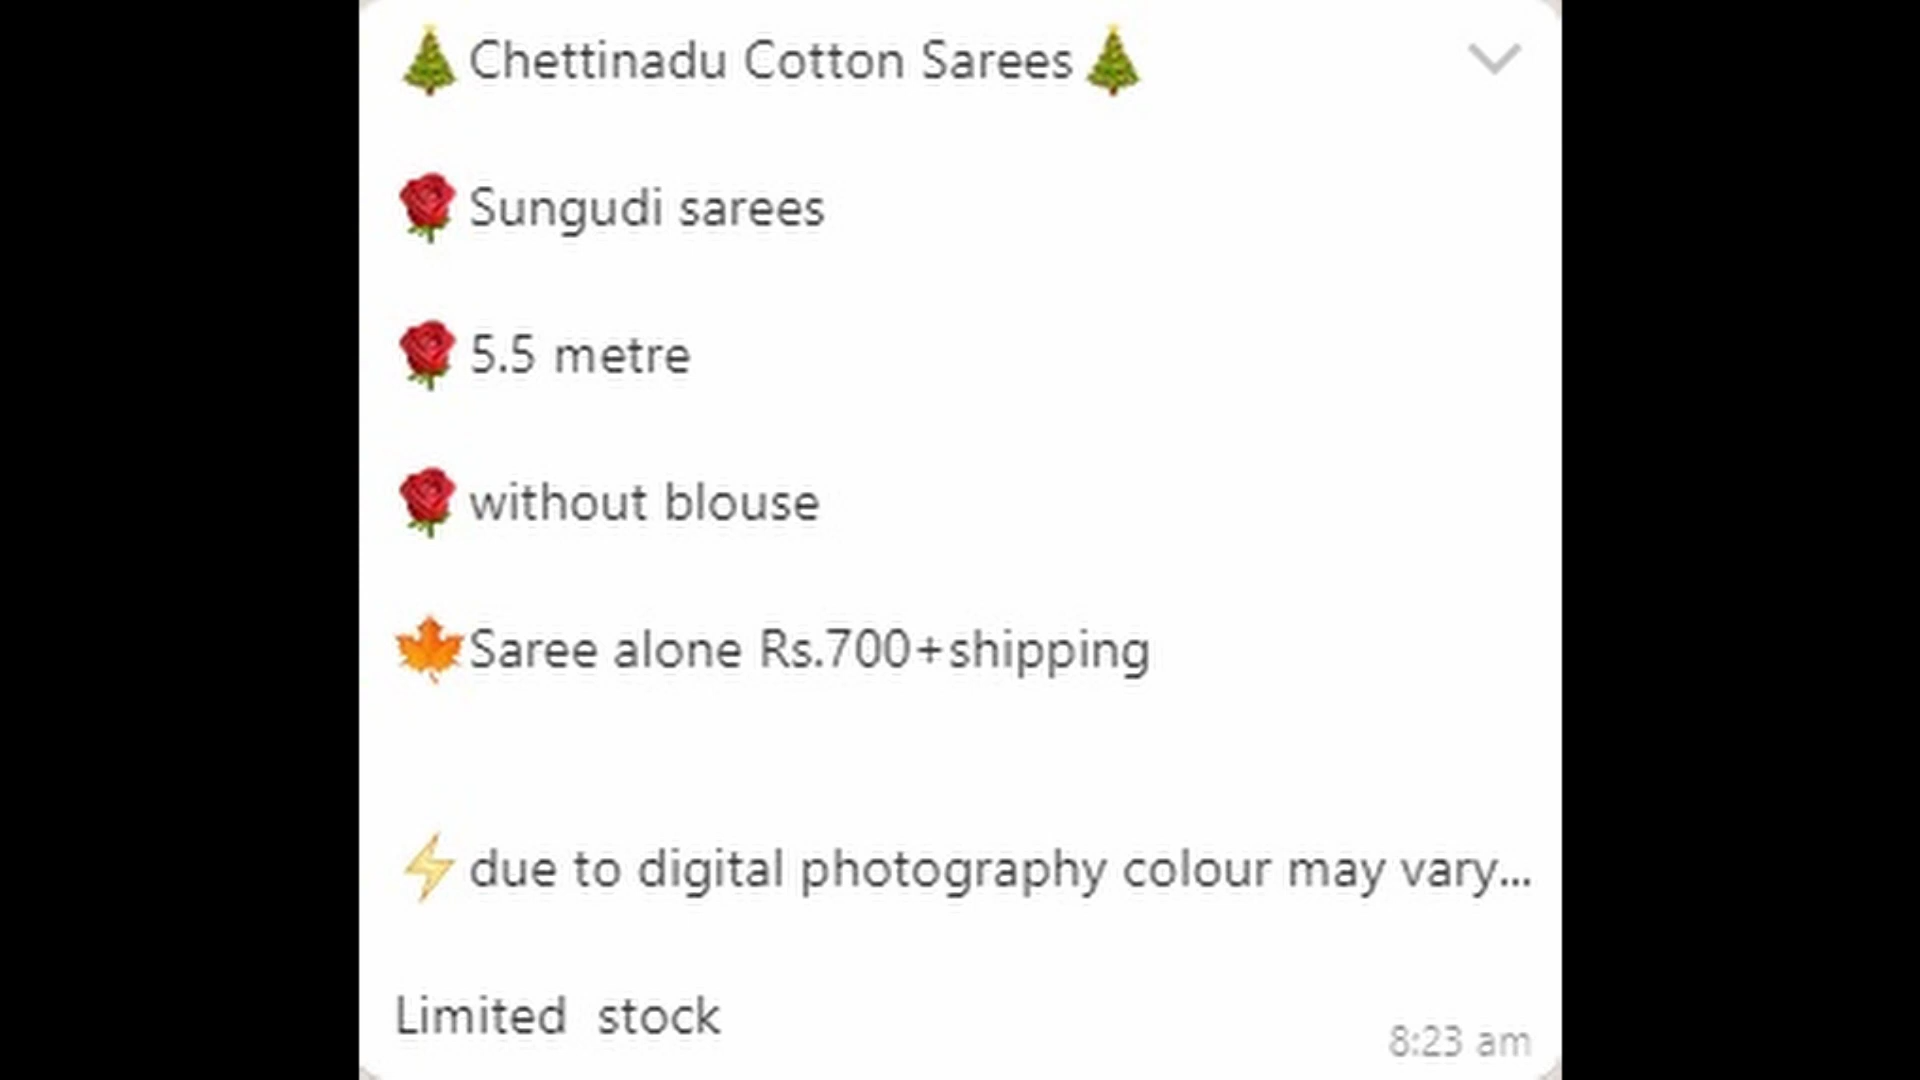 🎄Chettinadu Cotton Sarees🎄
🌹Sungudi sarees
🌹5.5 metre
🌹without blouse
🍁Saree alone Rs.700+shipping
⚡due to digital photography colour may vary...
Limited  stock
8:23 am